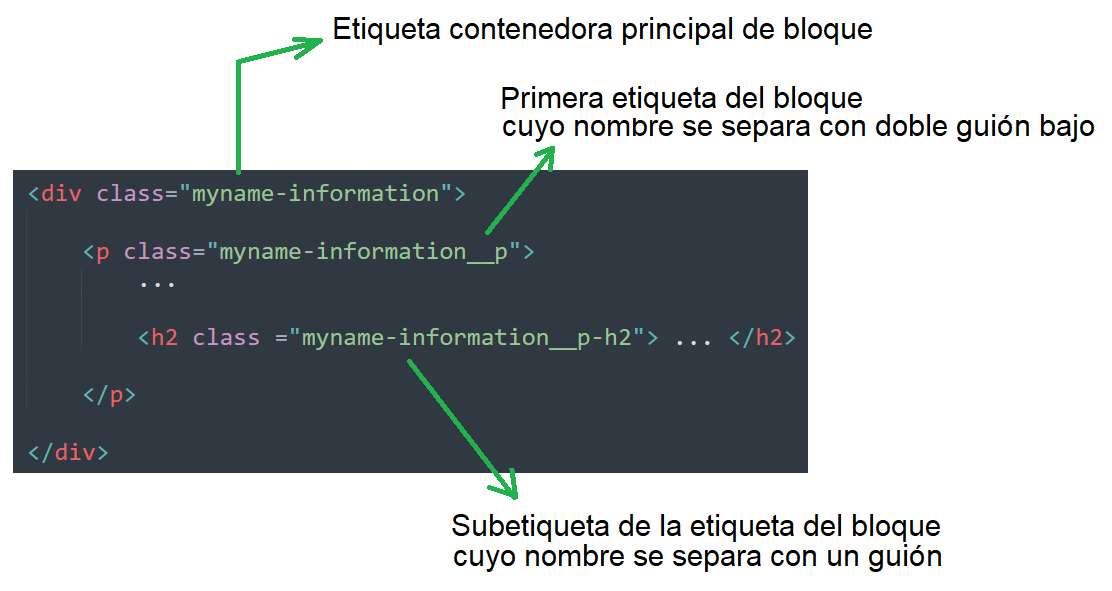 Etiqueta contenedora principal de bloque
Primera etiqueta del bloque
cuyo nombre se separa con doble guión bajo
<div class="myname-information">
<p class="myname-information__p">
...
<h2 class ="myname-information__p-h2"> ... </h2>
</p>
</div>
Subetiqueta de la etiqueta del bloque
cuyo nombre se separa con un guión